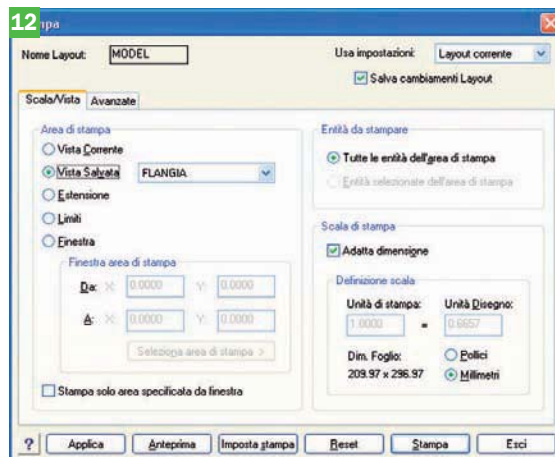 12
mpa
Nome Layout: MODEL
Usa impostazioni: Layout corrente
Salva cambiamenti Layout
Scala/Vista Avanzate
Area di stampa
Vista Corrente
Vista Salvata FLANGIA
Estensione
Limiti
Finestra
Finestra area di stampa
Da: X: 0.0000 Y: 0.0000
A: X: 0.0000 Y: 0.0000
Seleziona area di stampa >
Stampa solo area specificata da finestra
Entità da stampare
Tutte le entità dell'area di stampa
Entità selezionate dell'area di stampa
Scala di stampa
Adatta dimensione
Definizione scala
Unità di stampa: Unità Disegno:
1.0000 = 0.6657
Dim. Foglio: Pollici
209.97 x 296.97 Millimetri
? Applica Anteprima Imposta stampa Reset Stampa Esci